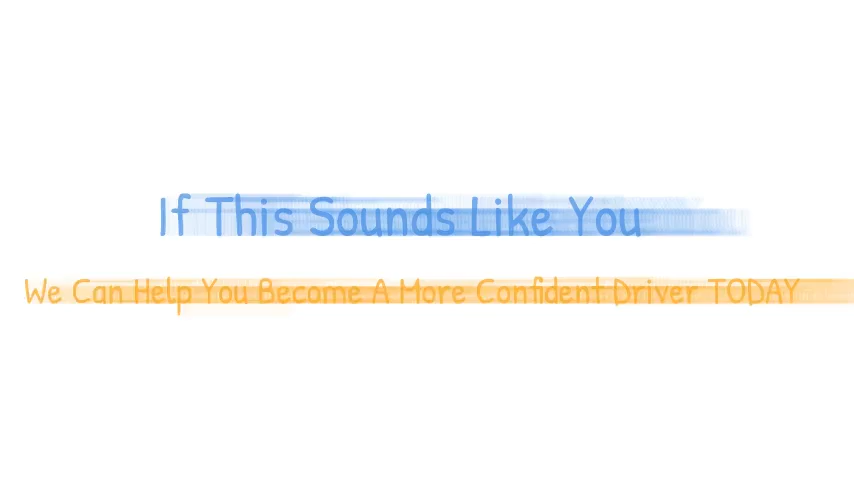 If This Sounds Like You
We Can Help You Become A More Confident Driver TODAY